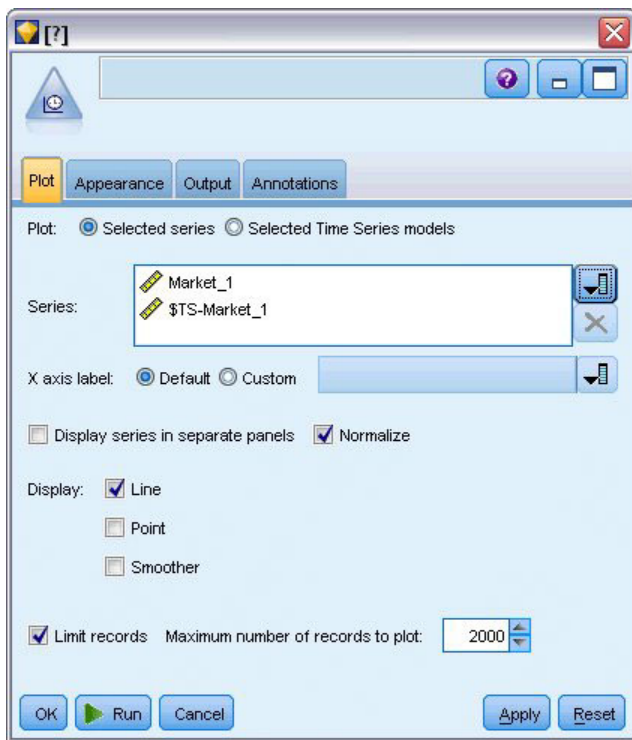 [?]
Plot Appearance Output Annotations
Plot: Selected series Selected Time Series models
Series:
Market_1
$TS-Market_1
X axis label: Default Custom
Display series in separate panels Normalize
Display: Line
Point
Smoother
Limit records Maximum number of records to plot: 2000
OK Run Cancel Apply Reset